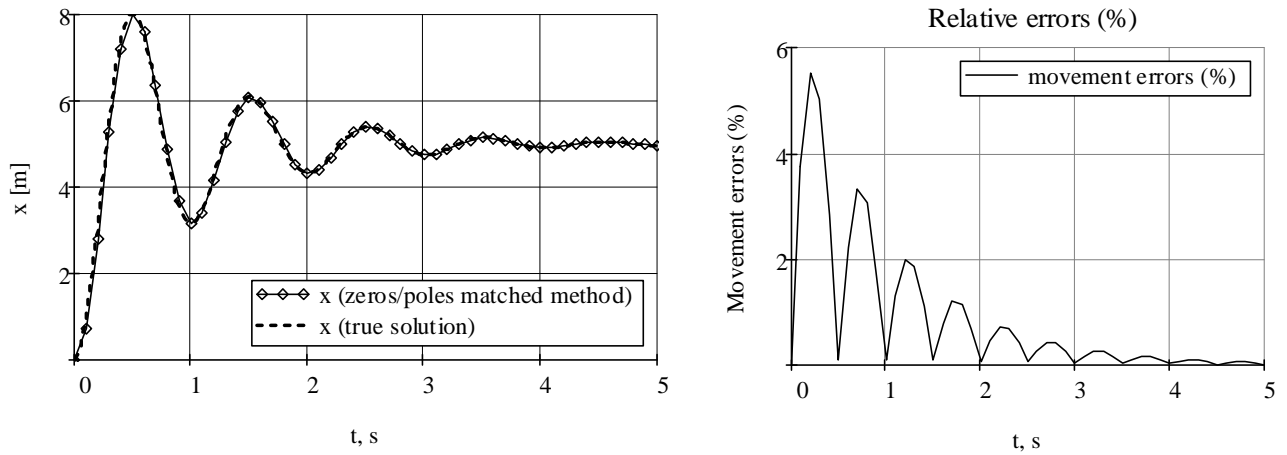 8
6
4
2
x [m]
x (zeros/poles matched method)
x (true solution)
0 1 2 3 4 5
t, s
Relative errors (%)
6
4
2
Movement errors (%)
movement errors (%)
0 1 2 3 4 5
t, s